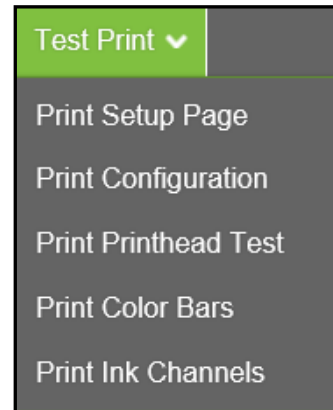 Test Print
Print Setup Page
Print Configuration
Print Printhead Test
Print Color Bars
Print Ink Channels